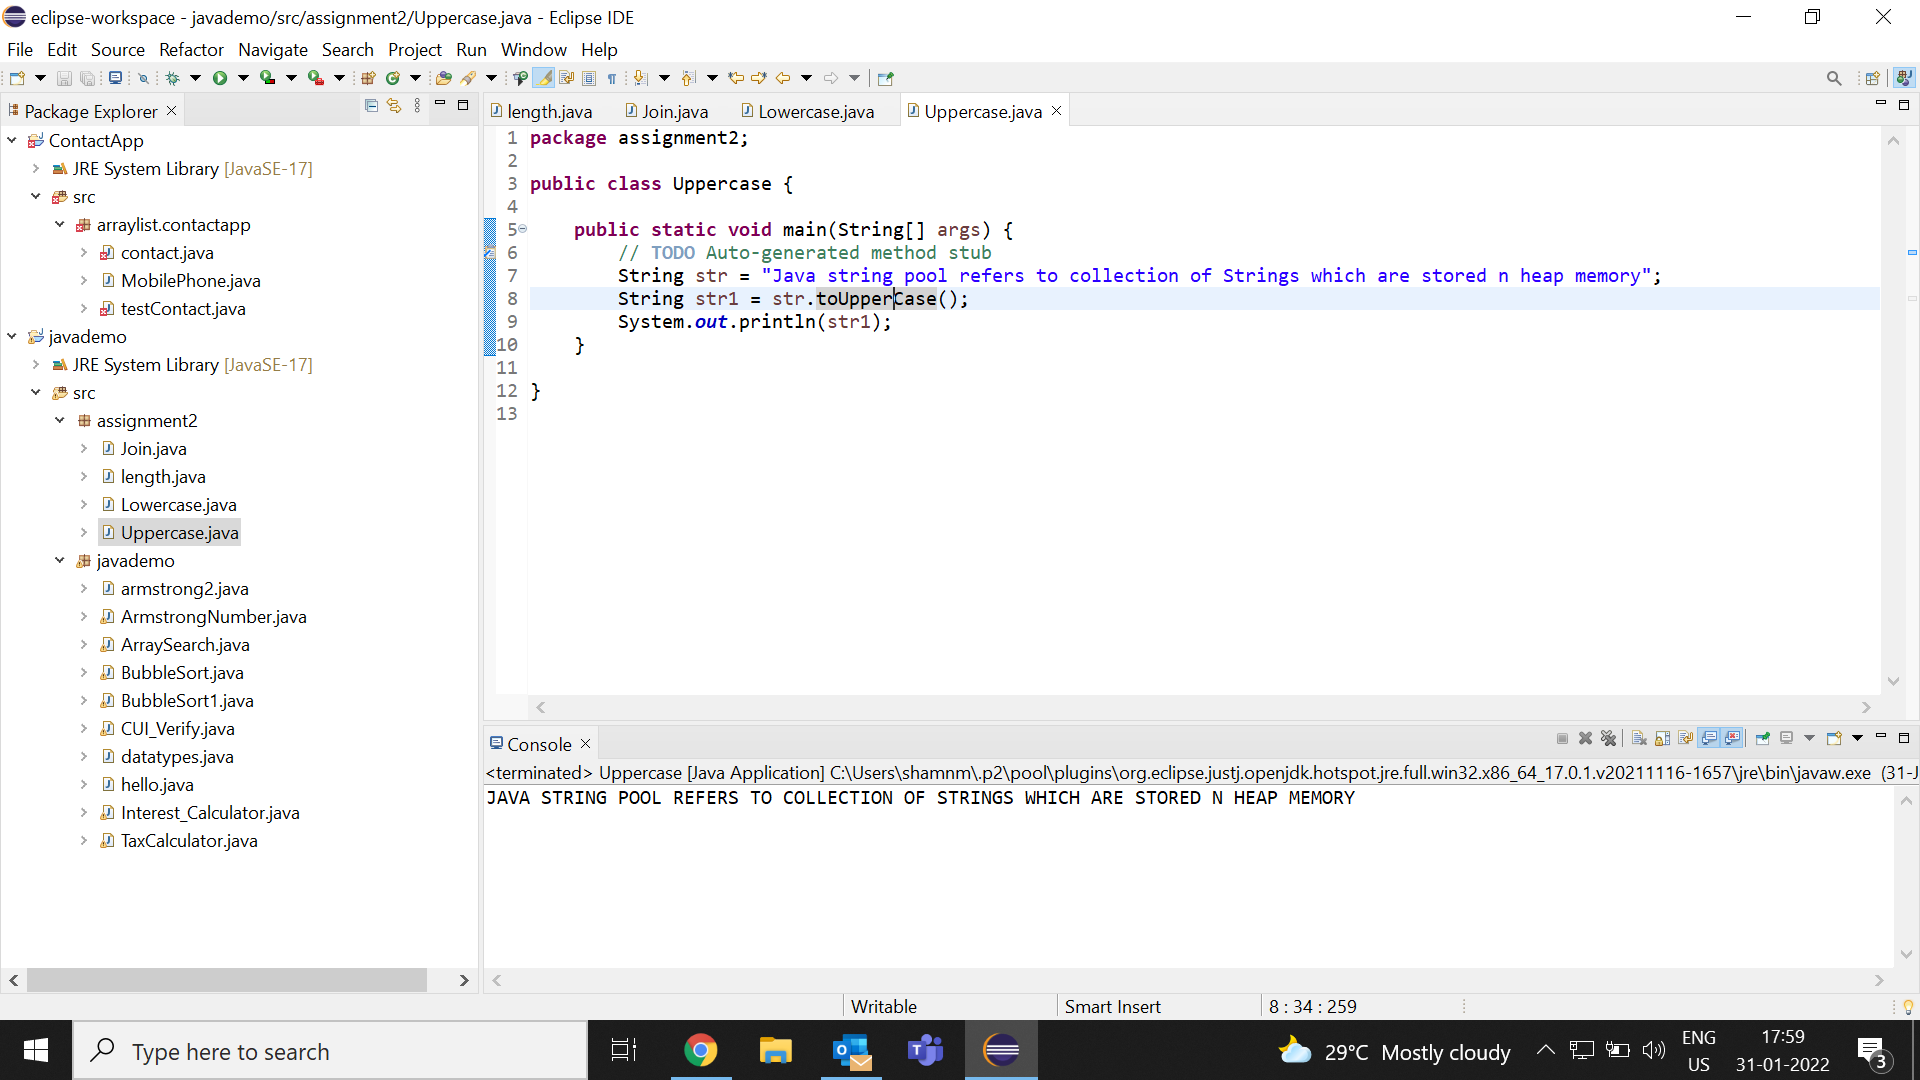 eclipse-workspace - javademo/src/assignment2/Uppercase.java - Eclipse IDE
File Edit Source Refactor Navigate Search Project Run Window Help
Package Explorer
ContactApp
JRE System Library [JavaSE-17]
src
arraylist.contactapp
contact.java
MobilePhone.java
testContact.java
javademo
JRE System Library [JavaSE-17]
src
assignment2
Join.java
length.java
Lowercase.java
Uppercase.java
javademo
armstrong2.java
ArmstrongNumber.java
ArraySearch.java
BubbleSort.java
BubbleSort1.java
CUI_Verify.java
datatypes.java
hello.java
Interest_Calculator.java
TaxCalculator.java
length.java Join.java Lowercase.java Uppercase.java
1 package assignment2;
2
3 public class Uppercase {
4
5 public static void main(String[] args) {
6 // TODO Auto-generated method stub
7 String str = "Java string pool refers to collection of Strings which are stored n heap memory";
8 String str1 = str.toUpperCase();
9 System.out.println(str1);
10 }
11
12 }
13
Console
<terminated> Uppercase [Java Application] C:\Users\shamnm\.p2\pool\plugins\org.eclipse.justj.openjdk.hotspot.jre.full.win32.x86_64_17.0.1.v20211116-1657\jre\bin\javaw.exe (31-J
JAVA STRING POOL REFERS TO COLLECTION OF STRINGS WHICH ARE STORED N HEAP MEMORY
Writable Smart Insert 8 : 34 : 259
Type here to search
29°C Mostly cloudy
ENG
US
17:59
31-01-2022
3